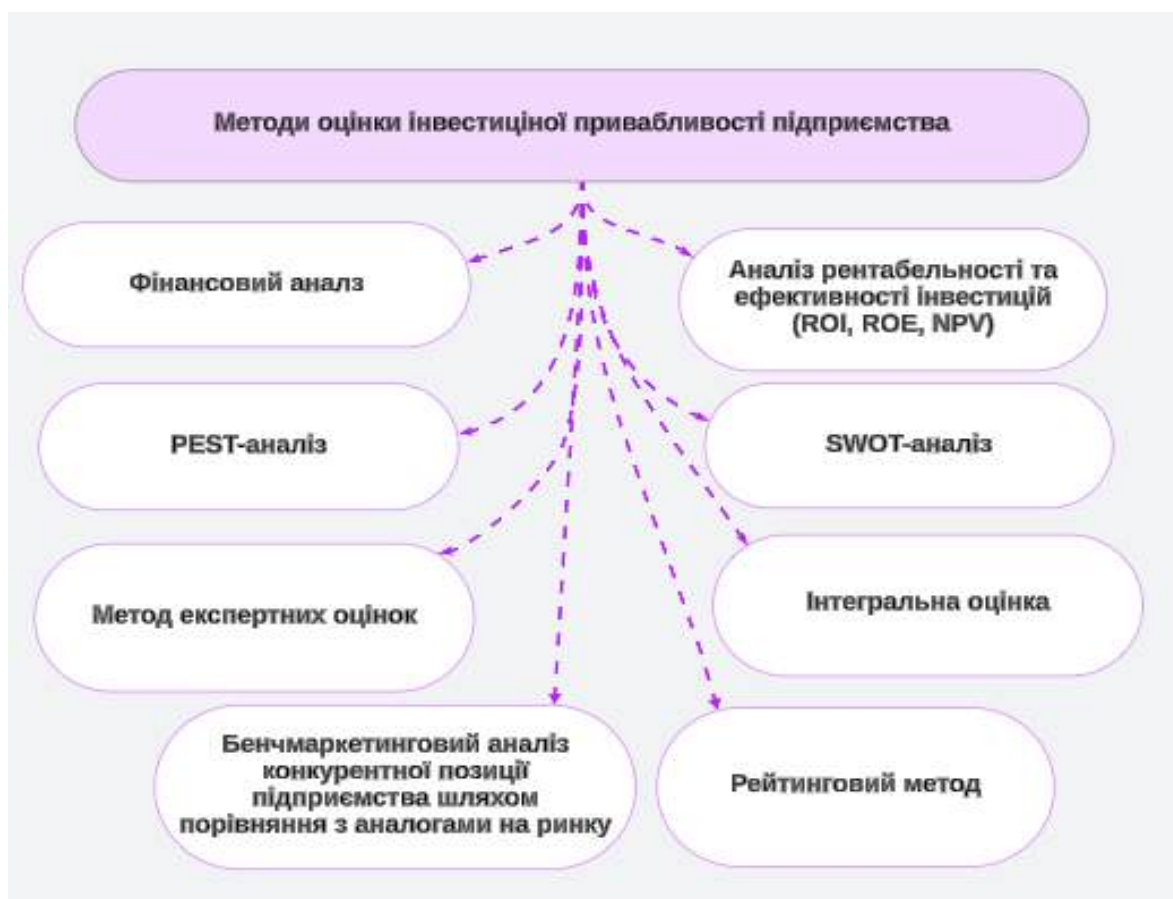 Методи оцінки інвестиціної привабливості підприємства
Фінансовий аналз
Аналіз рентабельності та
ефективності інвестицій
(ROI, ROE, NPV)
PEST-аналіз
SWOT-аналіз
Метод експертних оцінок
Інтегральна оцінка
Бенчмаркетинговий аналіз
конкурентної позиції
підприємства шляхом
порівняння з аналогами на ринку
Рейтинговий метод